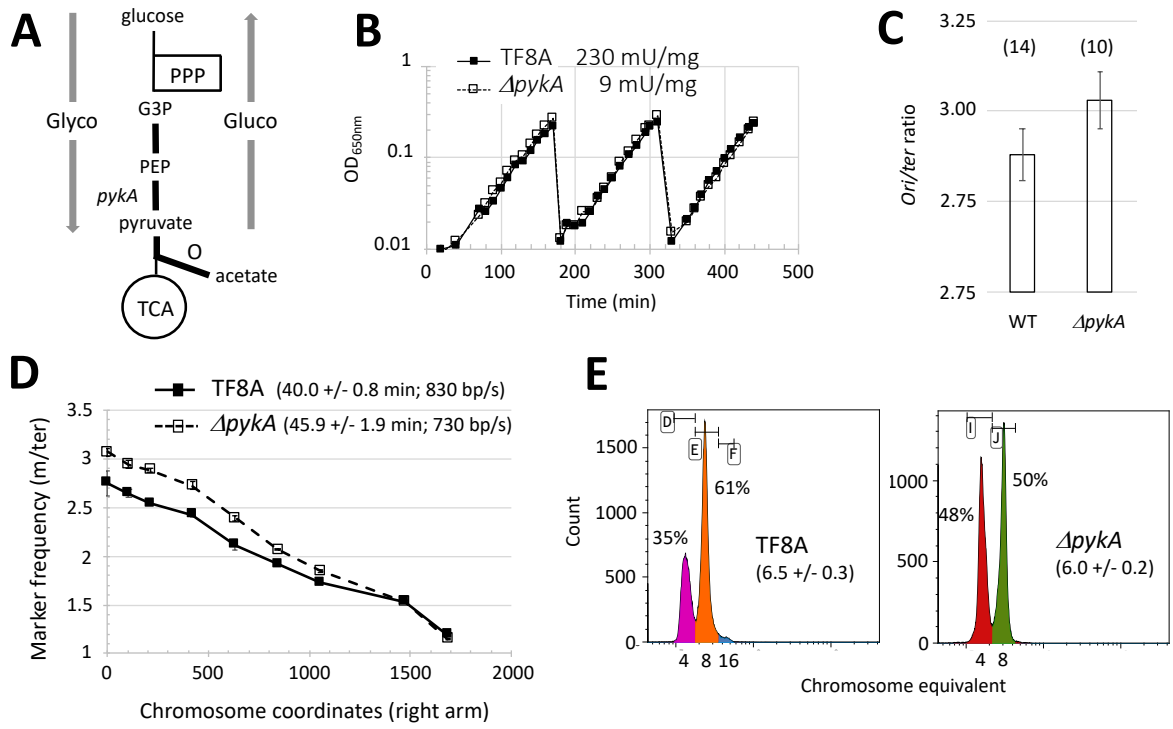 A
glucose
PPP
G3P
Glyco
Gluco
PEP
pykA
pyruvate
O
acetate
TCA
B
TF8A 230 mU/mg
ΔpykA 9 mU/mg
1
0.1
0.01
OD650nm
0 100 200 300 400 500
Time (min)
C
3.25
(14) (10)
3.00
2.75
2.75
Ori/ter ratio
WT ΔpykA
D
TF8A (40.0 +/- 0.8 min; 830 bp/s)
ΔpykA (45.9 +/- 1.9 min; 730 bp/s)
3.5
3
2.5
2
1.5
1
Marker frequency (m/ter)
0 500 1000 1500 2000
Chromosome coordinates (right arm)
E
D
E
F
1500
1000
500
0
Count
61%
35%
TF8A
(6.5 +/- 0.3)
4 8 16
I
J
1000
500
0
50%
48%
ΔpykA
(6.0 +/- 0.2)
4 8
Chromosome equivalent